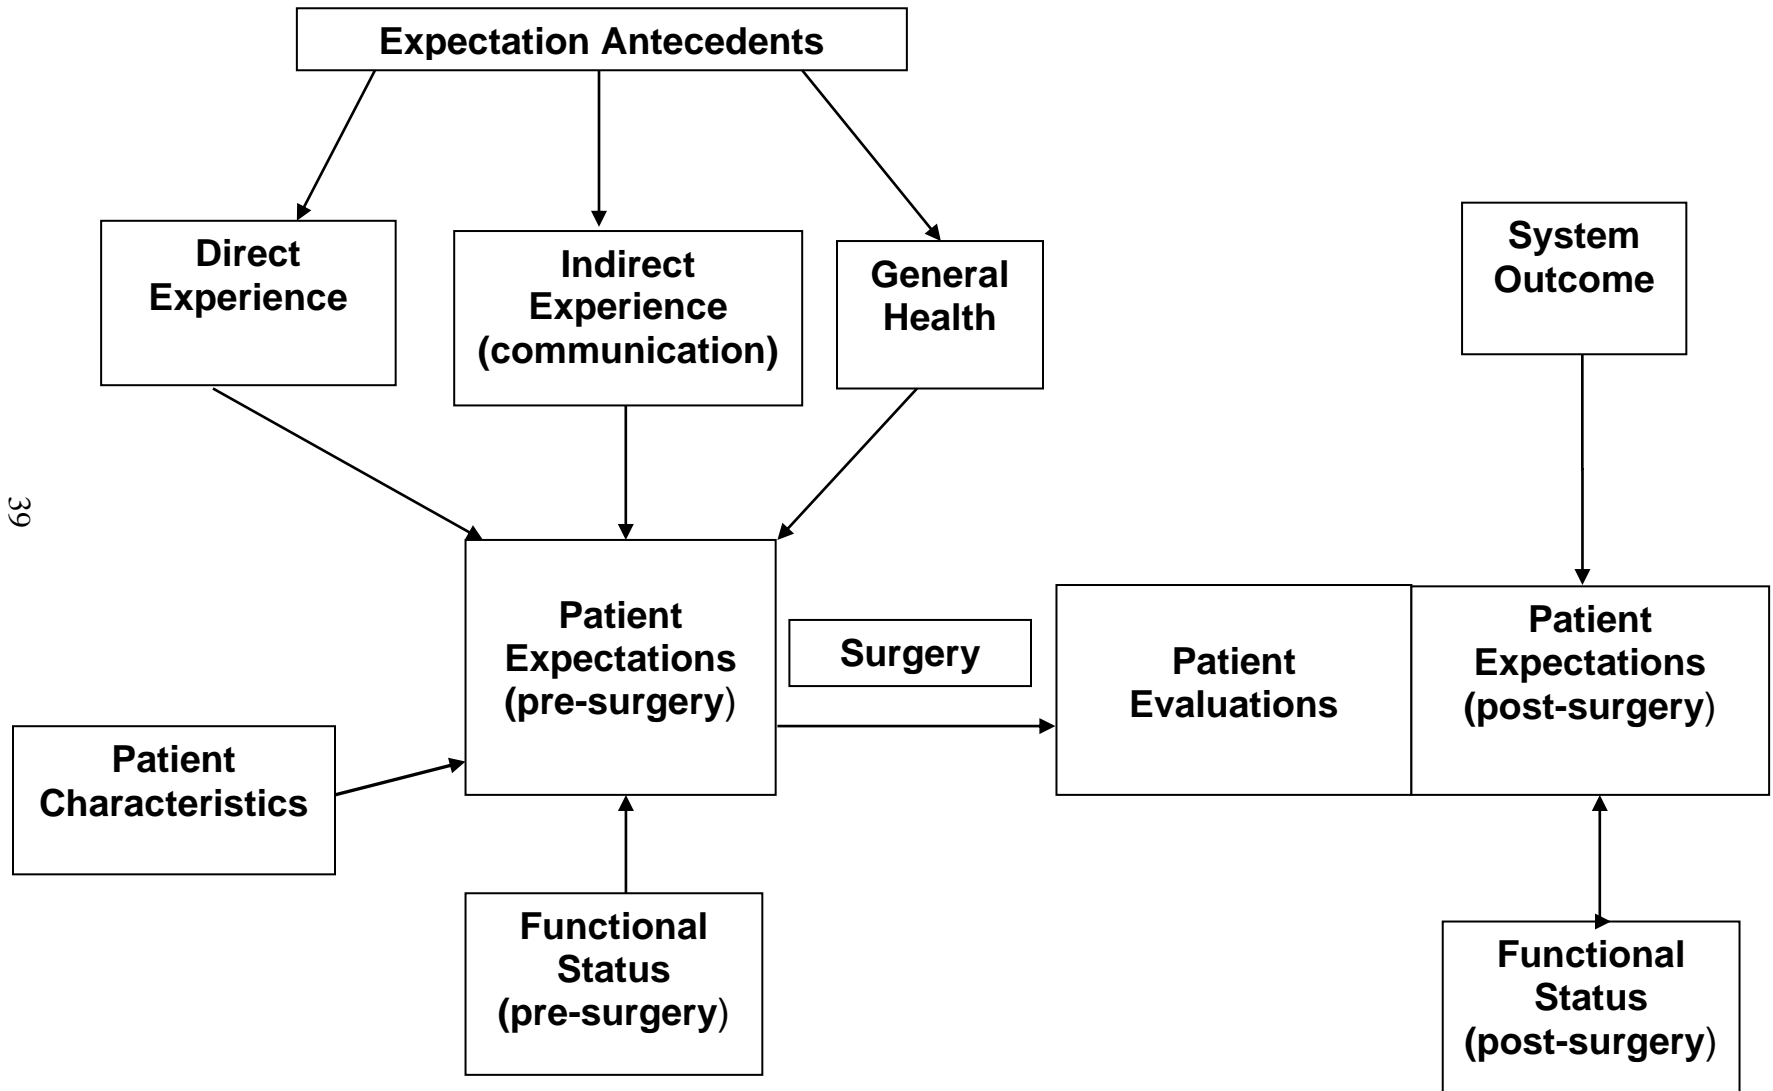 Expectation Antecedents
Direct
Experience
Indirect
Experience
(communication)
General
Health
System
Outcome
39
Patient
Expectations
(pre-surgery)
Surgery
Patient
Evaluations
Patient
Expectations
(post-surgery)
Patient
Characteristics
Functional
Status
(pre-surgery)
Functional
Status
(post-surgery)